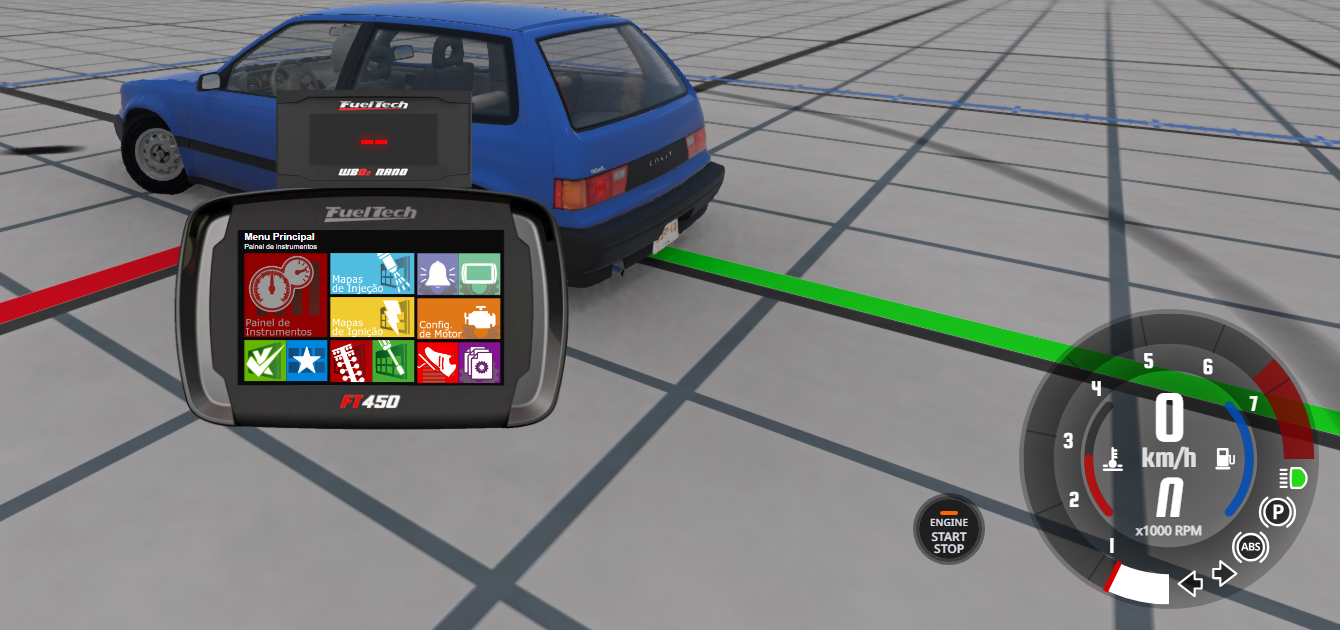 FuelTech
--
WBO2 NANO
FuelTech
Menu Principal
Painel de Instrumentos
Mapas
de Injeção
Painel de
Instrumentos
Mapas
de Ignição
Config.
de Motor
FT450
ENGINE
START
STOP
1
2
3
4
5
6
7
0
km/h
N
x1000 RPM
P
ABS